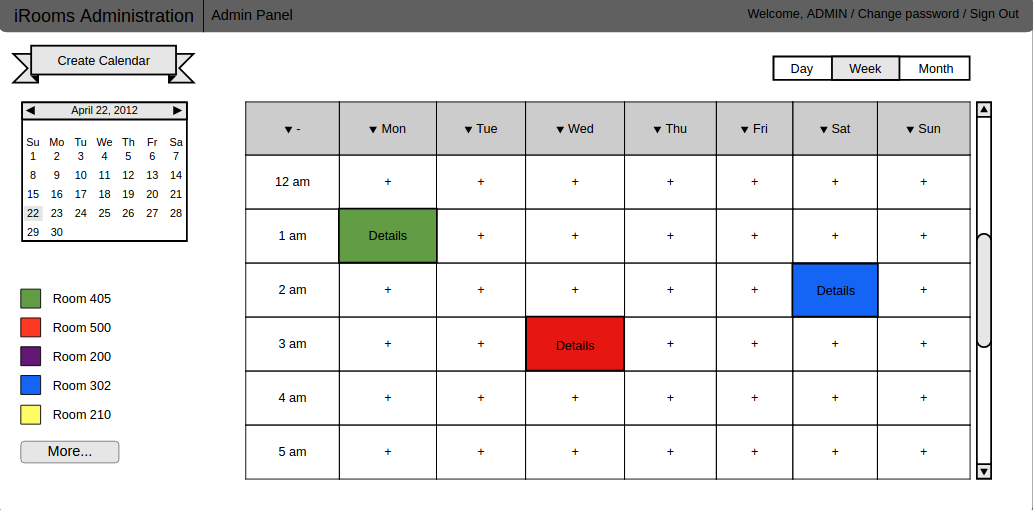 iRooms Administration Admin Panel Welcome, ADMIN / Change password / Sign Out
Create Calendar
Day Week Month
April 22, 2012
Su Mo Tu We Th Fr Sa
1 2 3 4 5 6 7
8 9 10 11 12 13 14
15 16 17 18 19 20 21
22 23 24 25 26 27 28
29 30
Room 405
Room 500
Room 200
Room 302
Room 210
More...
- Mon Tue Wed Thu Fri Sat Sun
12 am + + + + + + +
1 am Details + + + + + +
2 am + + + + + Details +
3 am + + Details + + + +
4 am + + + + + + +
5 am + + + + + + +